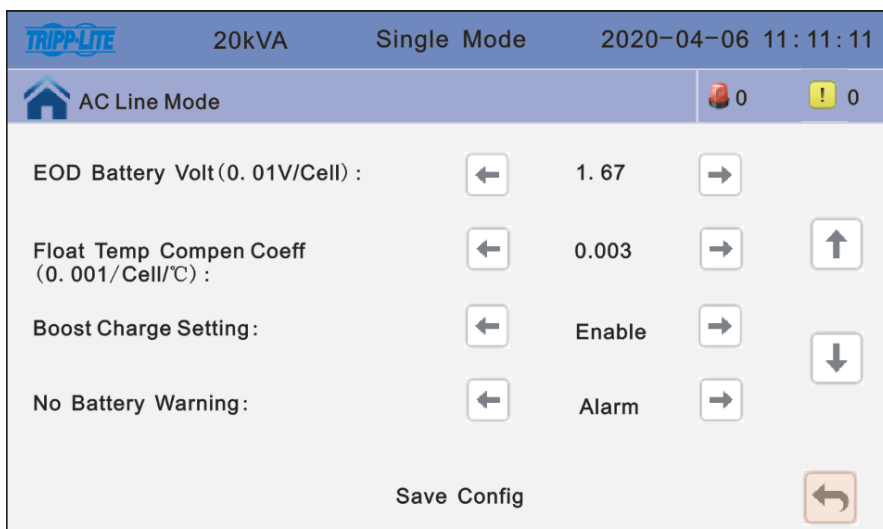 TRIPP·LITE 20kVA Single Mode 2020-04-06 11:11:11
AC Line Mode 0 ! 0
EOD Battery Volt(0.01V/Cell): 1.67
Float Temp Compen Coeff 0.003
(0.001/Cell/℃):
Boost Charge Setting: Enable
No Battery Warning: Alarm
Save Config